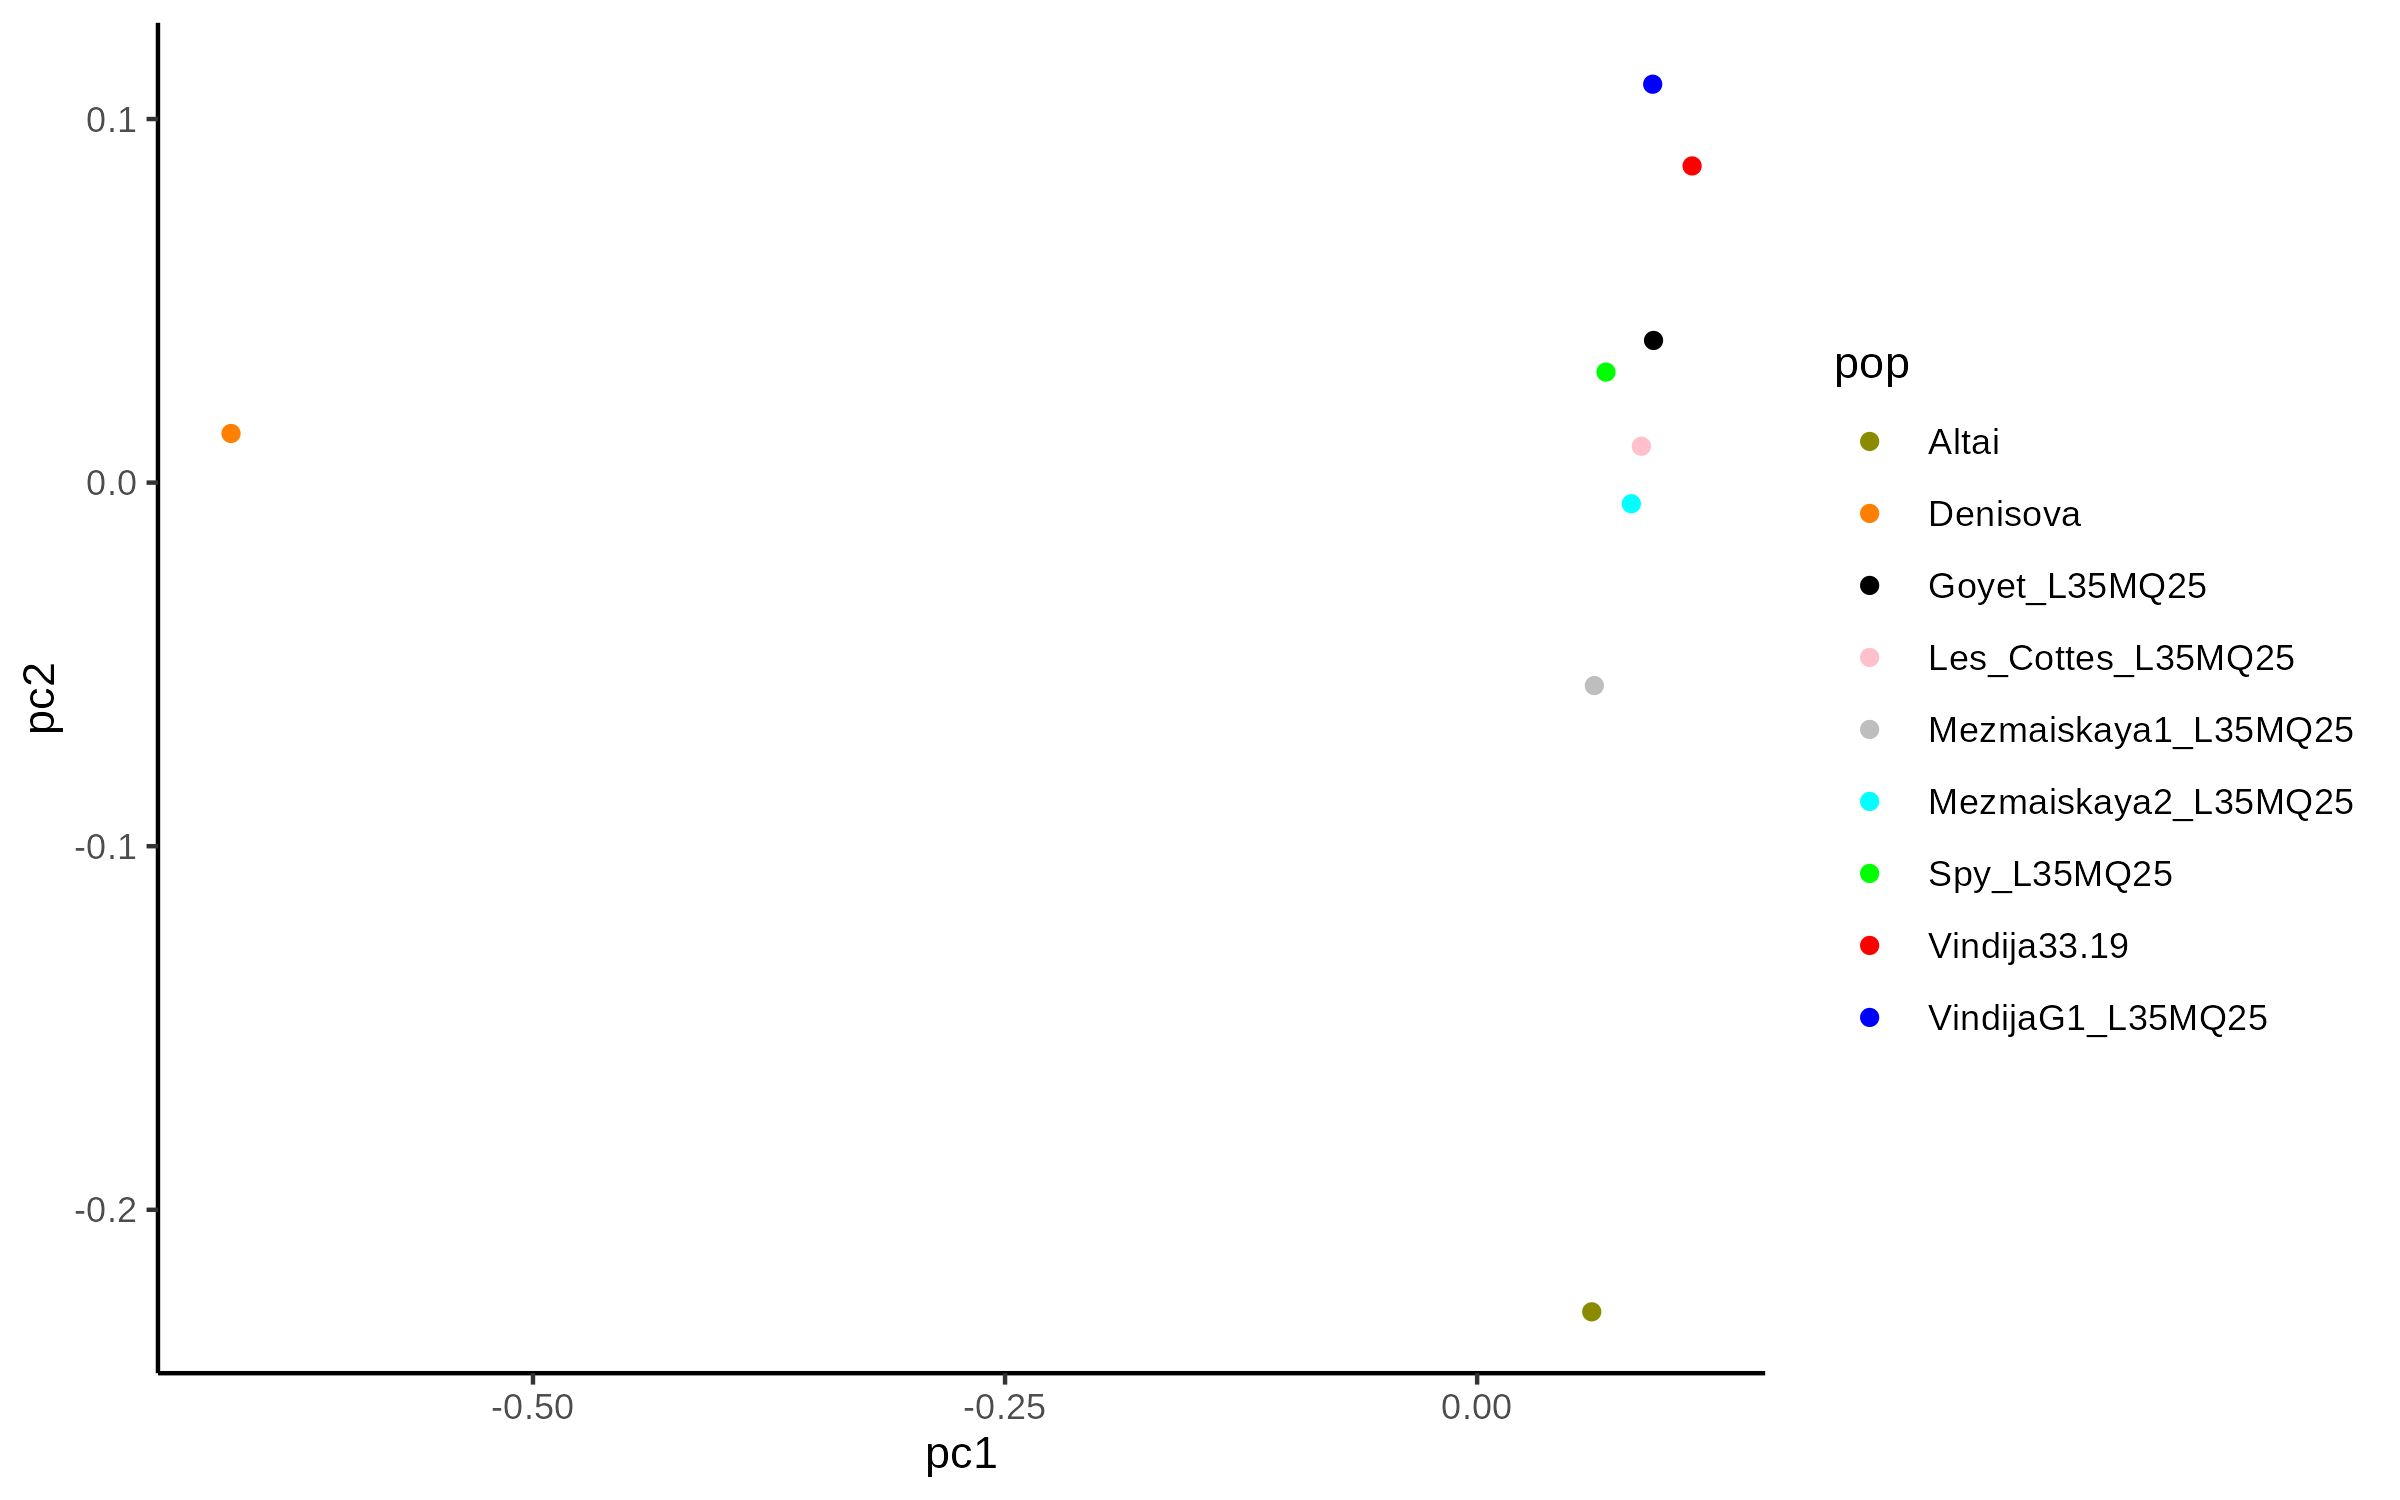 0.1
0.0
-0.1
-0.2
pc2
-0.50
-0.25
0.00
pc1
pop
Altai
Denisova
Goyet_L35MQ25
Les_Cottes_L35MQ25
Mezmaiskaya1_L35MQ25
Mezmaiskaya2_L35MQ25
Spy_L35MQ25
Vindija33.19
VindijaG1_L35MQ25